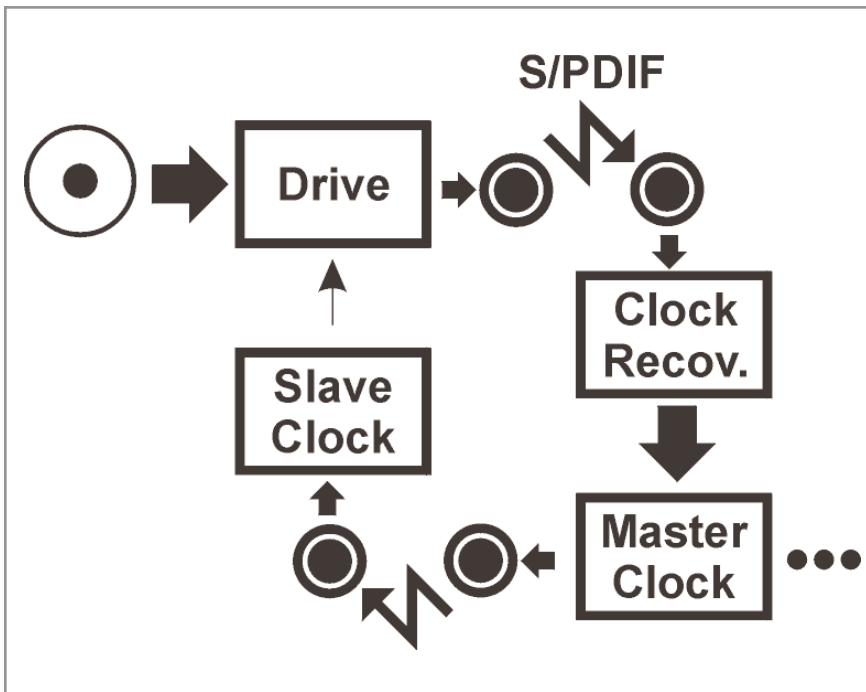 S/PDIF
Drive
Clock
Recov.
Slave
Clock
Master
Clock